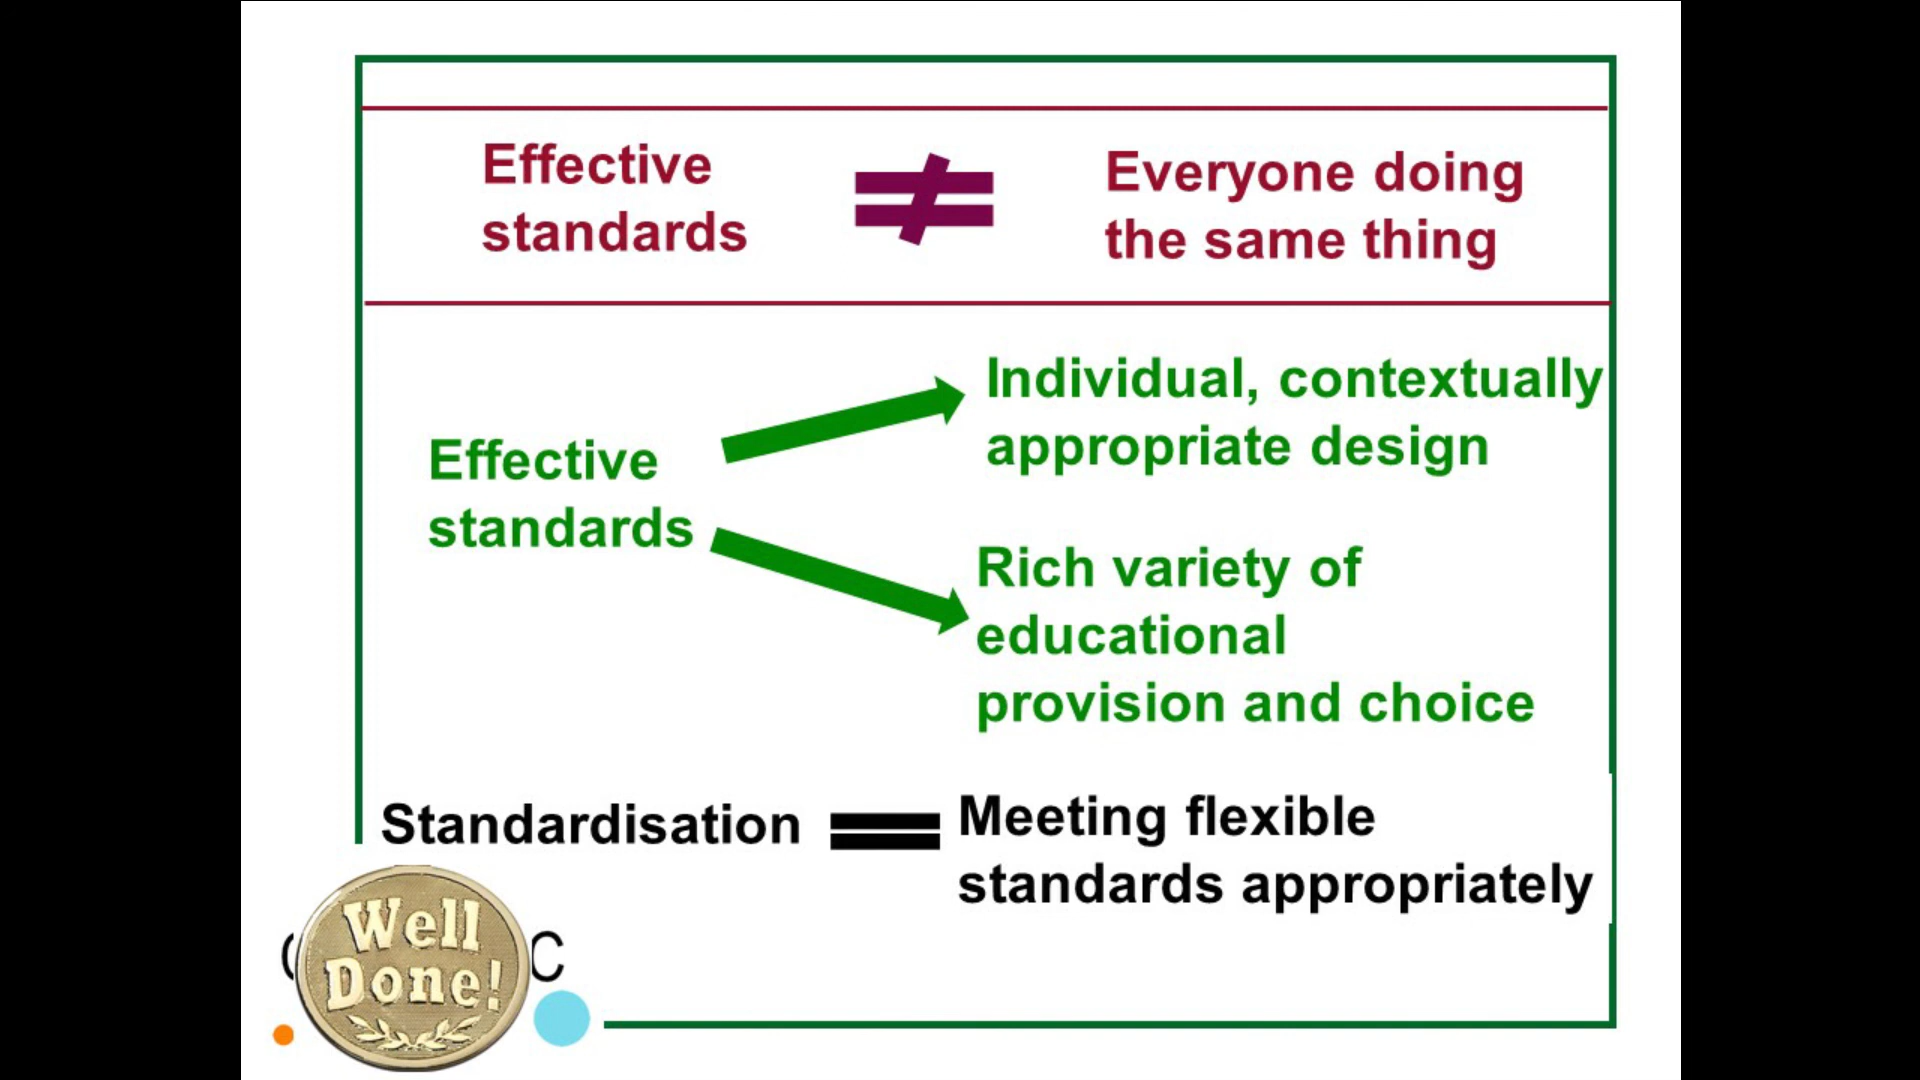 Effective
standards
≠
Everyone doing
the same thing
Effective
standards
Individual, contextually
appropriate design
Rich variety of
educational
provision and choice
Standardisation
=
Meeting flexible
standards appropriately
Well
Done!